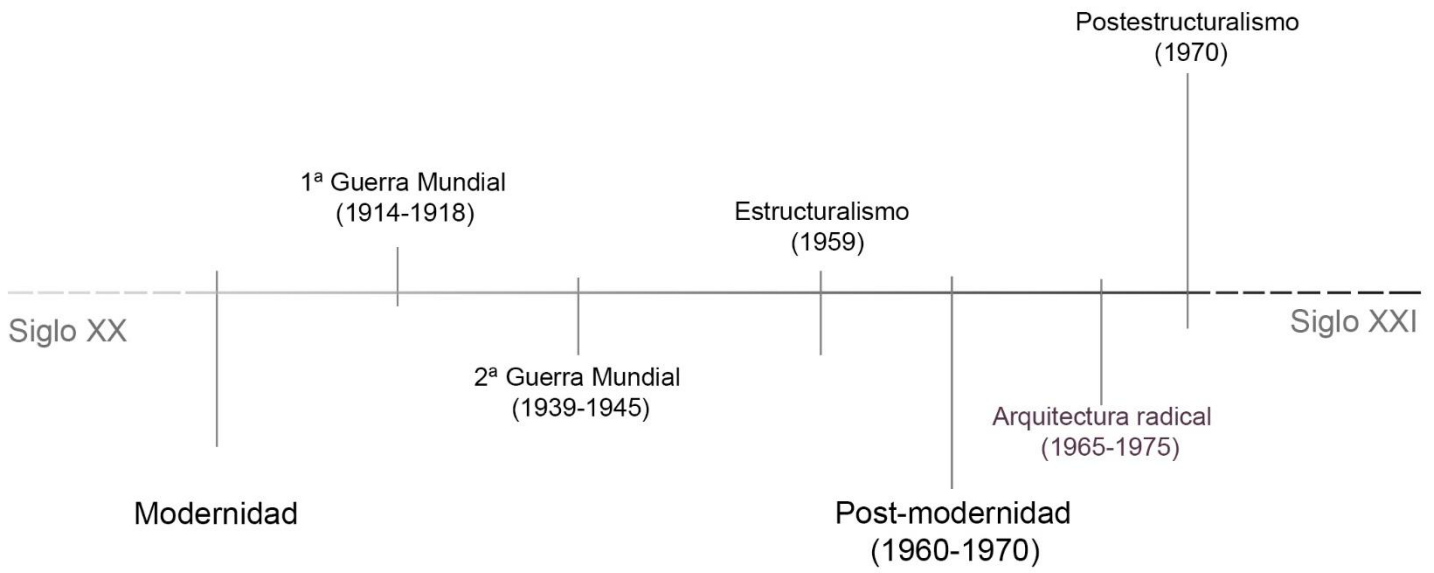 Postestructuralismo
(1970)
1ª Guerra Mundial
(1914-1918)
Estructuralismo
(1959)
Siglo XX
Siglo XXI
2ª Guerra Mundial
(1939-1945)
Arquitectura radical
(1965-1975)
Modernidad
Post-modernidad
(1960-1970)